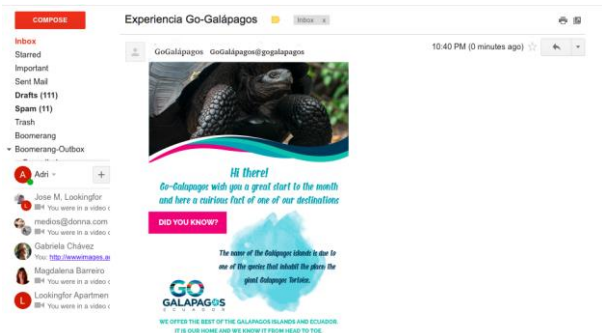 COMPOSE
Experiencia Go-Galápagos
Inbox x
Inbox
Starred
Important
Sent Mail
Drafts (111)
Spam (11)
Trash
Boomerang
Boomerang-Outbox
GoGalápagos GoGalápagos@gogalapagos
10:40 PM (0 minutes ago)
Hi there!
Go-Galapagos wish you a great start to the month
and here a cuirious fact of one of our destinations
DID YOU KNOW?
The name of the Galapagos islands is due to
one of the species that inhabit the place: the
giant Galapagos Tortoise.
GO
GALAPAGOS
ECUADOR
WE OFFER THE BEST OF THE GALAPAGOS ISLANDS AND ECUADOR
IT IS OUR HOME AND WE KNOW IT FROM HEAD TO TOE
A Adri
Jose M, Lookingfor
You were in a video c
medios@donna.com
You were in a video c
Gabriela Chávez
You: http://wwwimages.ac
Magdalena Barreiro
You were in a video c
L Lookingfor Apartmen
You were in a video c